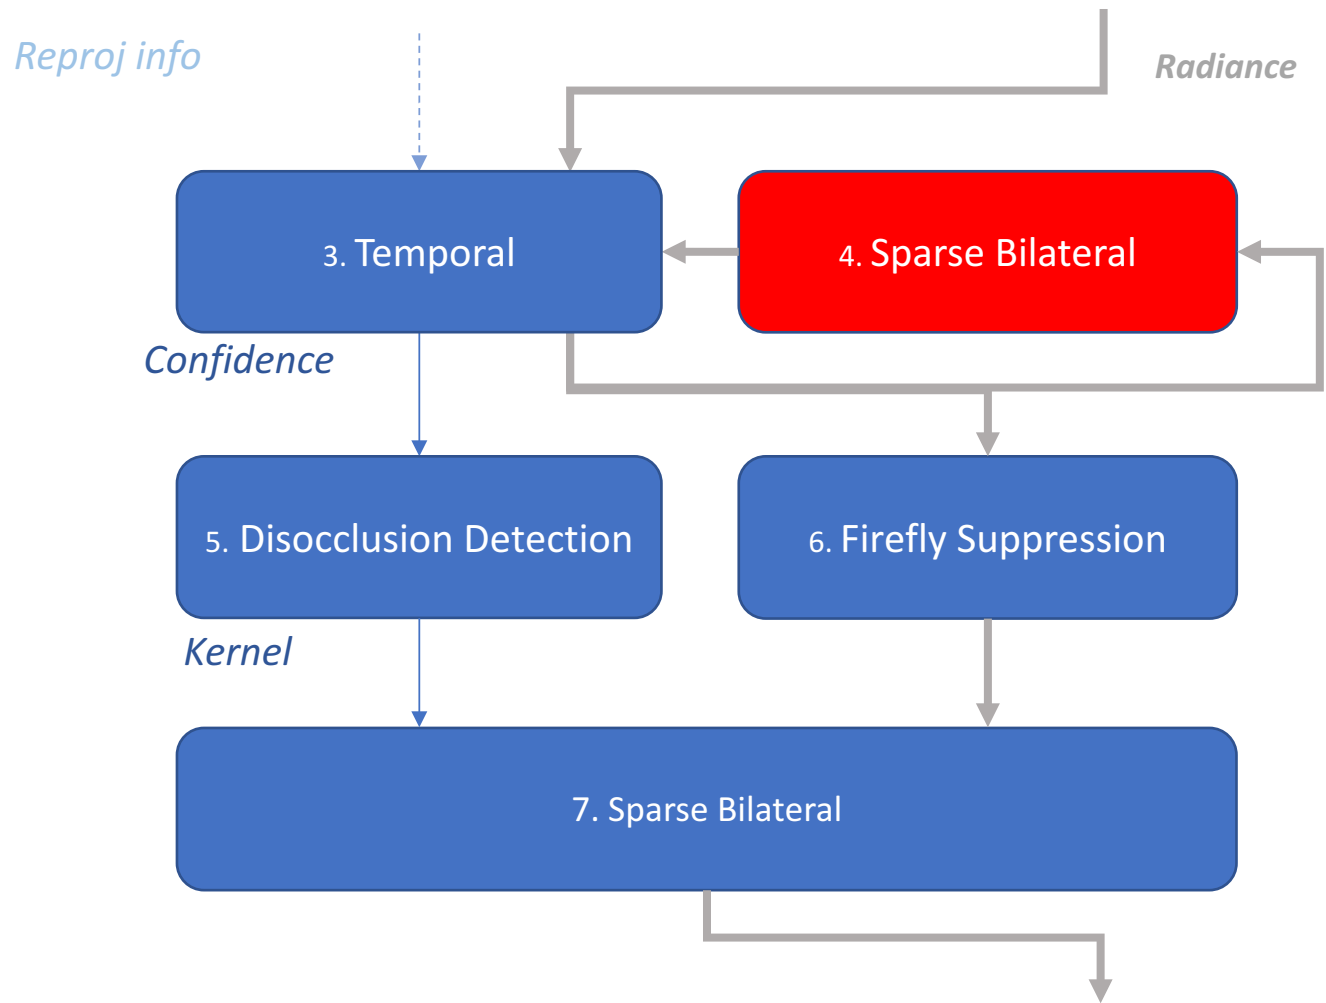 Reproj info
Radiance
3. Temporal
4. Sparse Bilateral
Confidence
5. Disocclusion Detection
6. Firefly Suppression
Kernel
7. Sparse Bilateral